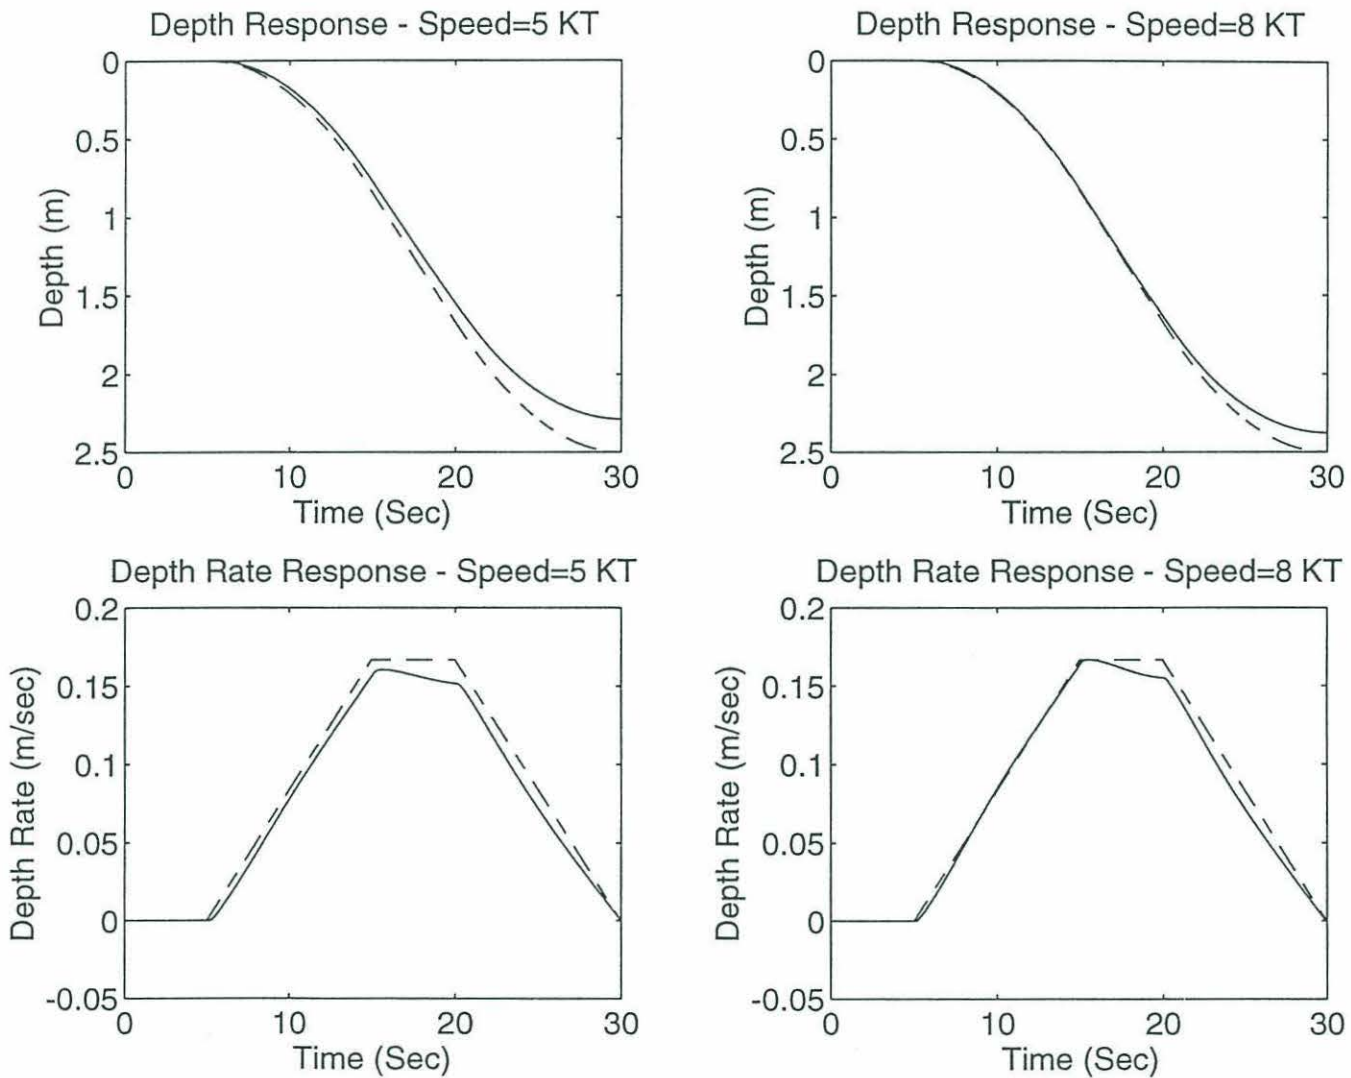 Depth Response - Speed=5 KT
0
0.5
1
1.5
2
2.5
Depth (m)
0 10 20 30
Time (Sec)
Depth Response - Speed=8 KT
0
0.5
1
1.5
2
2.5
Depth (m)
0 10 20 30
Time (Sec)
Depth Rate Response - Speed=5 KT
0.2
0.15
0.1
0.05
0
-0.05
Depth Rate (m/sec)
0 10 20 30
Time (Sec)
Depth Rate Response - Speed=8 KT
0.2
0.15
0.1
0.05
0
-0.05
Depth Rate (m/sec)
0 10 20 30
Time (Sec)